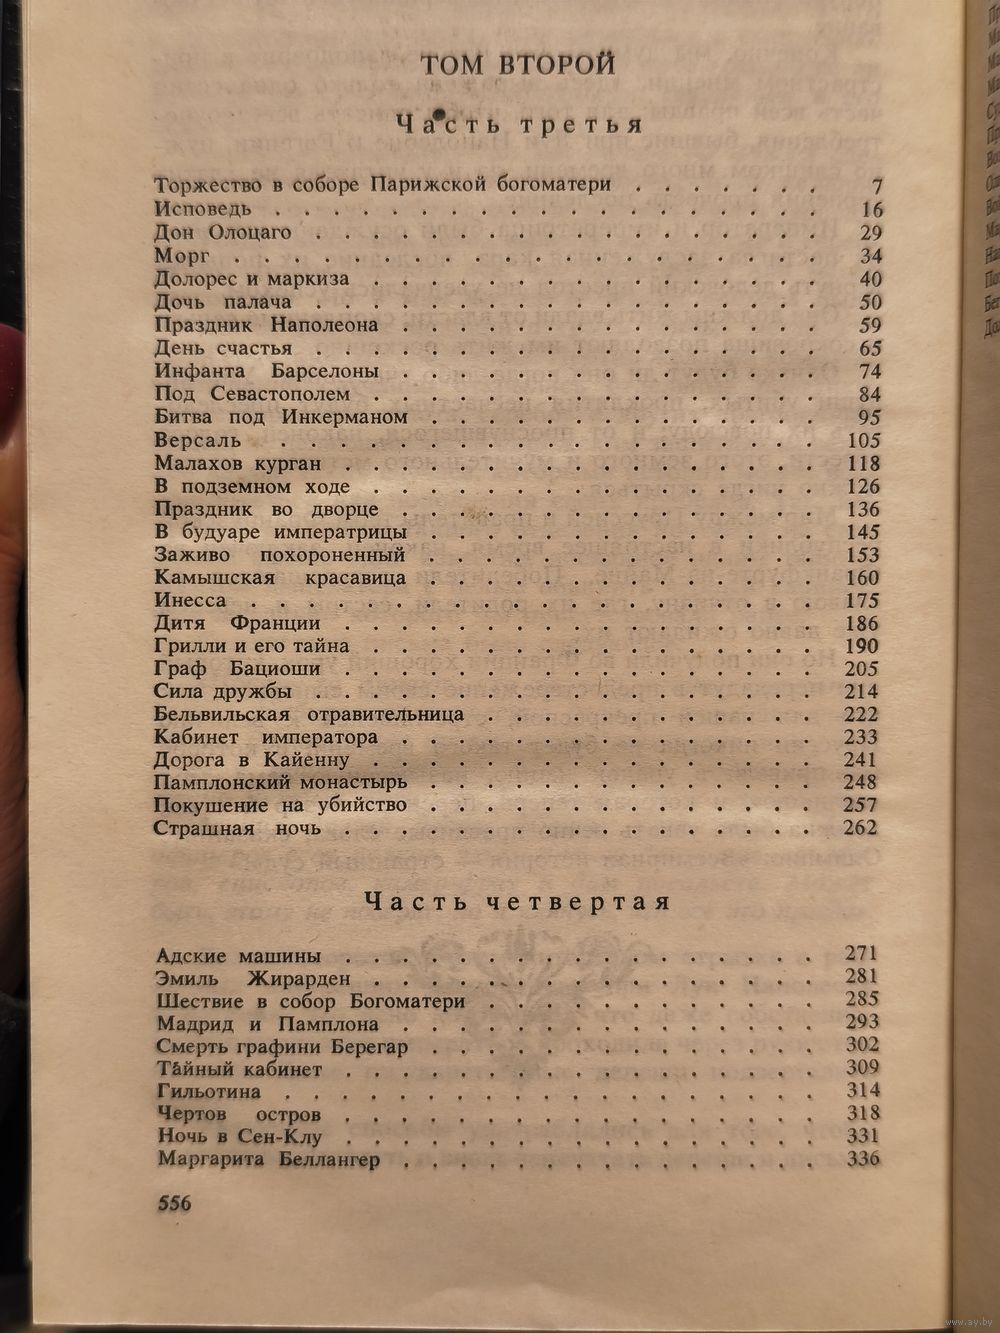 ТОМ ВТОРОЙ
Часть третья
Торжество в соборе Парижской богоматери . . . . . . . 7
Исповедь . . . . . . . . . . . . . . . . . . . 16
Дон Олоцаго . . . . . . . . . . . . . . . . . . 29
Морг . . . . . . . . . . . . . . . . . . . . 34
Долорес и маркиза . . . . . . . . . . . . . . . . 40
Дочь палача . . . . . . . . . . . . . . . . . . 50
Праздник Наполеона . . . . . . . . . . . . . . . 59
День счастья . . . . . . . . . . . . . . . . . . 65
Инфанта Барселоны . . . . . . . . . . . . . . . 74
Под Севастополем . . . . . . . . . . . . . . . . 84
Битва под Инкерманом . . . . . . . . . . . . . . 95
Версаль . . . . . . . . . . . . . . . . . . . 105
Малахов курган . . . . . . . . . . . . . . . . . 118
В подземном ходе . . . . . . . . . . . . . . . . 126
Праздник во дворце . . . . . . . . . . . . . . . 136
В будуаре императрицы . . . . . . . . . . . . . . 145
Заживо похороненный . . . . . . . . . . . . . . 153
Камышская красавица . . . . . . . . . . . . . . 160
Инесса . . . . . . . . . . . . . . . . . . . . 175
Дитя Франции . . . . . . . . . . . . . . . . . 186
Грилли и его тайна . . . . . . . . . . . . . . . . 190
Граф Бациоши . . . . . . . . . . . . . . . . . 205
Сила дружбы . . . . . . . . . . . . . . . . . . 214
Бельвильская отравительница . . . . . . . . . . . . 222
Кабинет императора . . . . . . . . . . . . . . . 233
Дорога в Кайенну . . . . . . . . . . . . . . . . 241
Памплонский монастырь . . . . . . . . . . . . . . 248
Покушение на убийство . . . . . . . . . . . . . . 257
Страшная ночь . . . . . . . . . . . . . . . . . 262
Часть четвертая
Адские машины . . . . . . . . . . . . . . . . . 271
Эмиль Жирарден . . . . . . . . . . . . . . . . 281
Шествие в собор Богоматери . . . . . . . . . . . . 285
Мадрид и Памплона . . . . . . . . . . . . . . . 293
Смерть графини Берегар . . . . . . . . . . . . . . 302
Тайный кабинет . . . . . . . . . . . . . . . . . 309
Гильотина . . . . . . . . . . . . . . . . . . . 314
Чертов остров . . . . . . . . . . . . . . . . . 318
Ночь в Сен-Клу . . . . . . . . . . . . . . . . . 331
Маргарита Беллангер . . . . . . . . . . . . . . . 336
556
www.ay.by